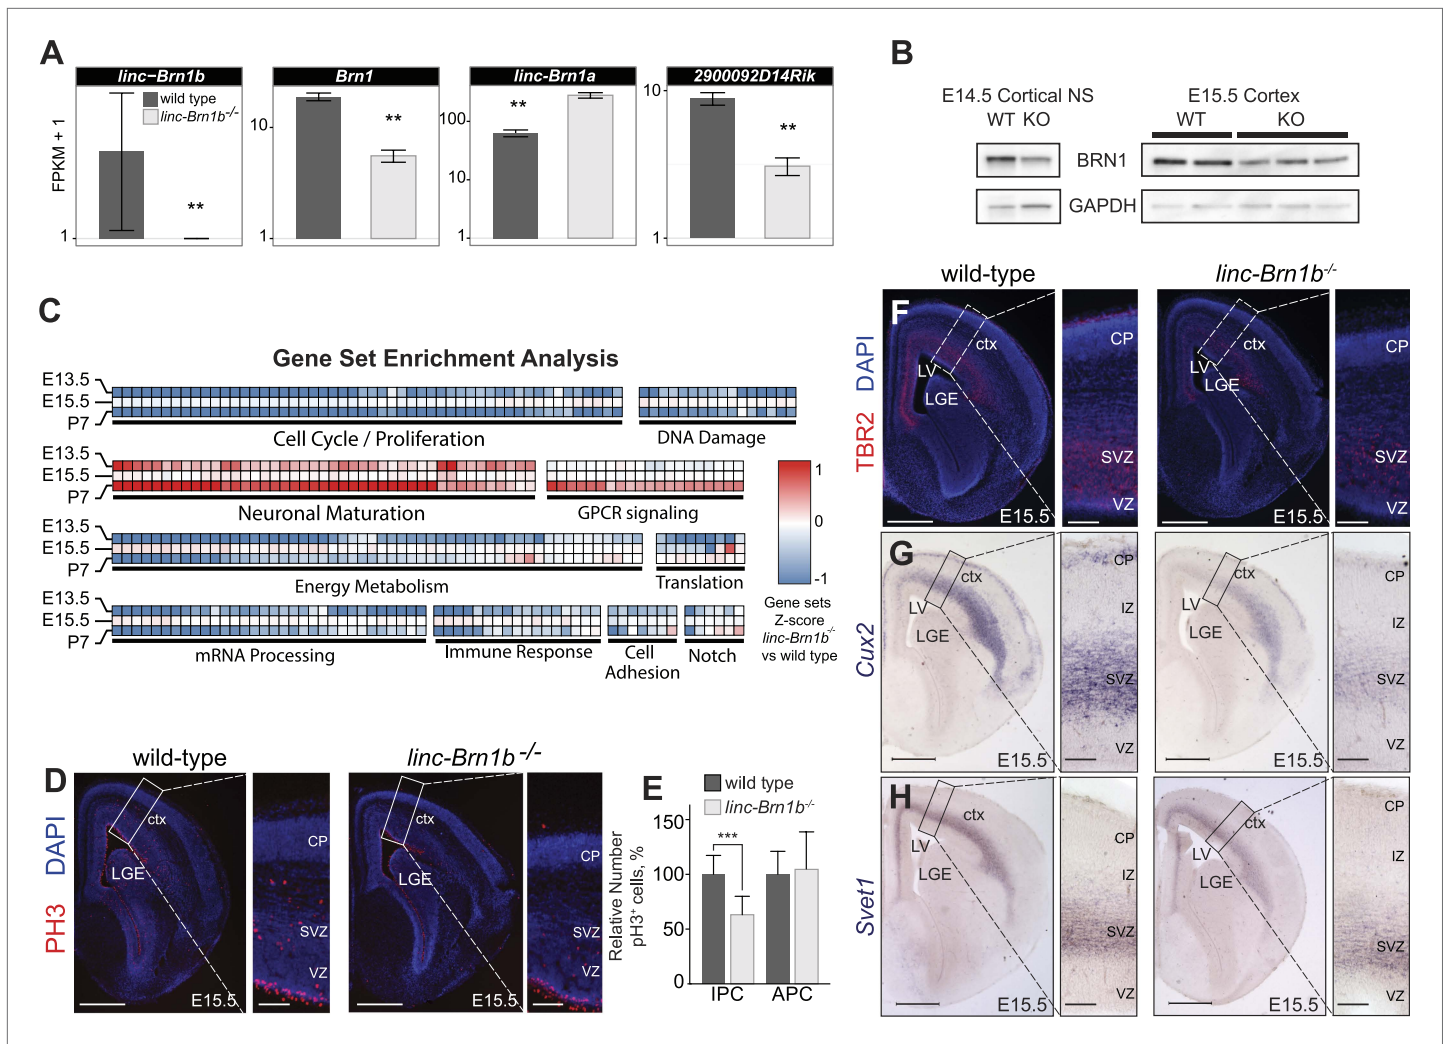 A
linc−Brn1b
Brn1
linc-Brn1a
2900092D14Rik
wild type
linc-Brn1b-/-
FPKM + 1
1
**
10
1
**
100
10
1
**
10
1
**
B
E14.5 Cortical NS
E15.5 Cortex
WT KO
WT
KO
BRN1
GAPDH
C
Gene Set Enrichment Analysis
E13.5
E15.5
P7
Cell Cycle / Proliferation
DNA Damage
E13.5
E15.5
P7
Neuronal Maturation
GPCR signaling
E13.5
E15.5
P7
Energy Metabolism
Translation
E13.5
E15.5
P7
mRNA Processing
Immune Response
Cell
Adhesion
Notch
1
0
-1
Gene sets
Z-score
linc-Brn1b-/-
vs wild type
D
wild-type
linc-Brn1b -/-
PH3 DAPI
ctx
LGE
E15.5
CP
SVZ
VZ
ctx
LGE
E15.5
CP
SVZ
VZ
E
wild type
linc-Brn1b-/-
Relative Number
pH3+ cells, %
150
100
50
0
***
IPC
APC
wild-type
linc-Brn1b-/-
F
TBR2 DAPI
ctx
LV
LGE
E15.5
CP
SVZ
VZ
ctx
LV
LGE
E15.5
CP
SVZ
VZ
G
Cux2
ctx
LV
LGE
E15.5
CP
IZ
SVZ
VZ
ctx
LV
LGE
E15.5
CP
IZ
SVZ
VZ
H
Svet1
ctx
LV
LGE
E15.5
CP
IZ
SVZ
VZ
ctx
LV
LGE
E15.5
CP
IZ
SVZ
VZ